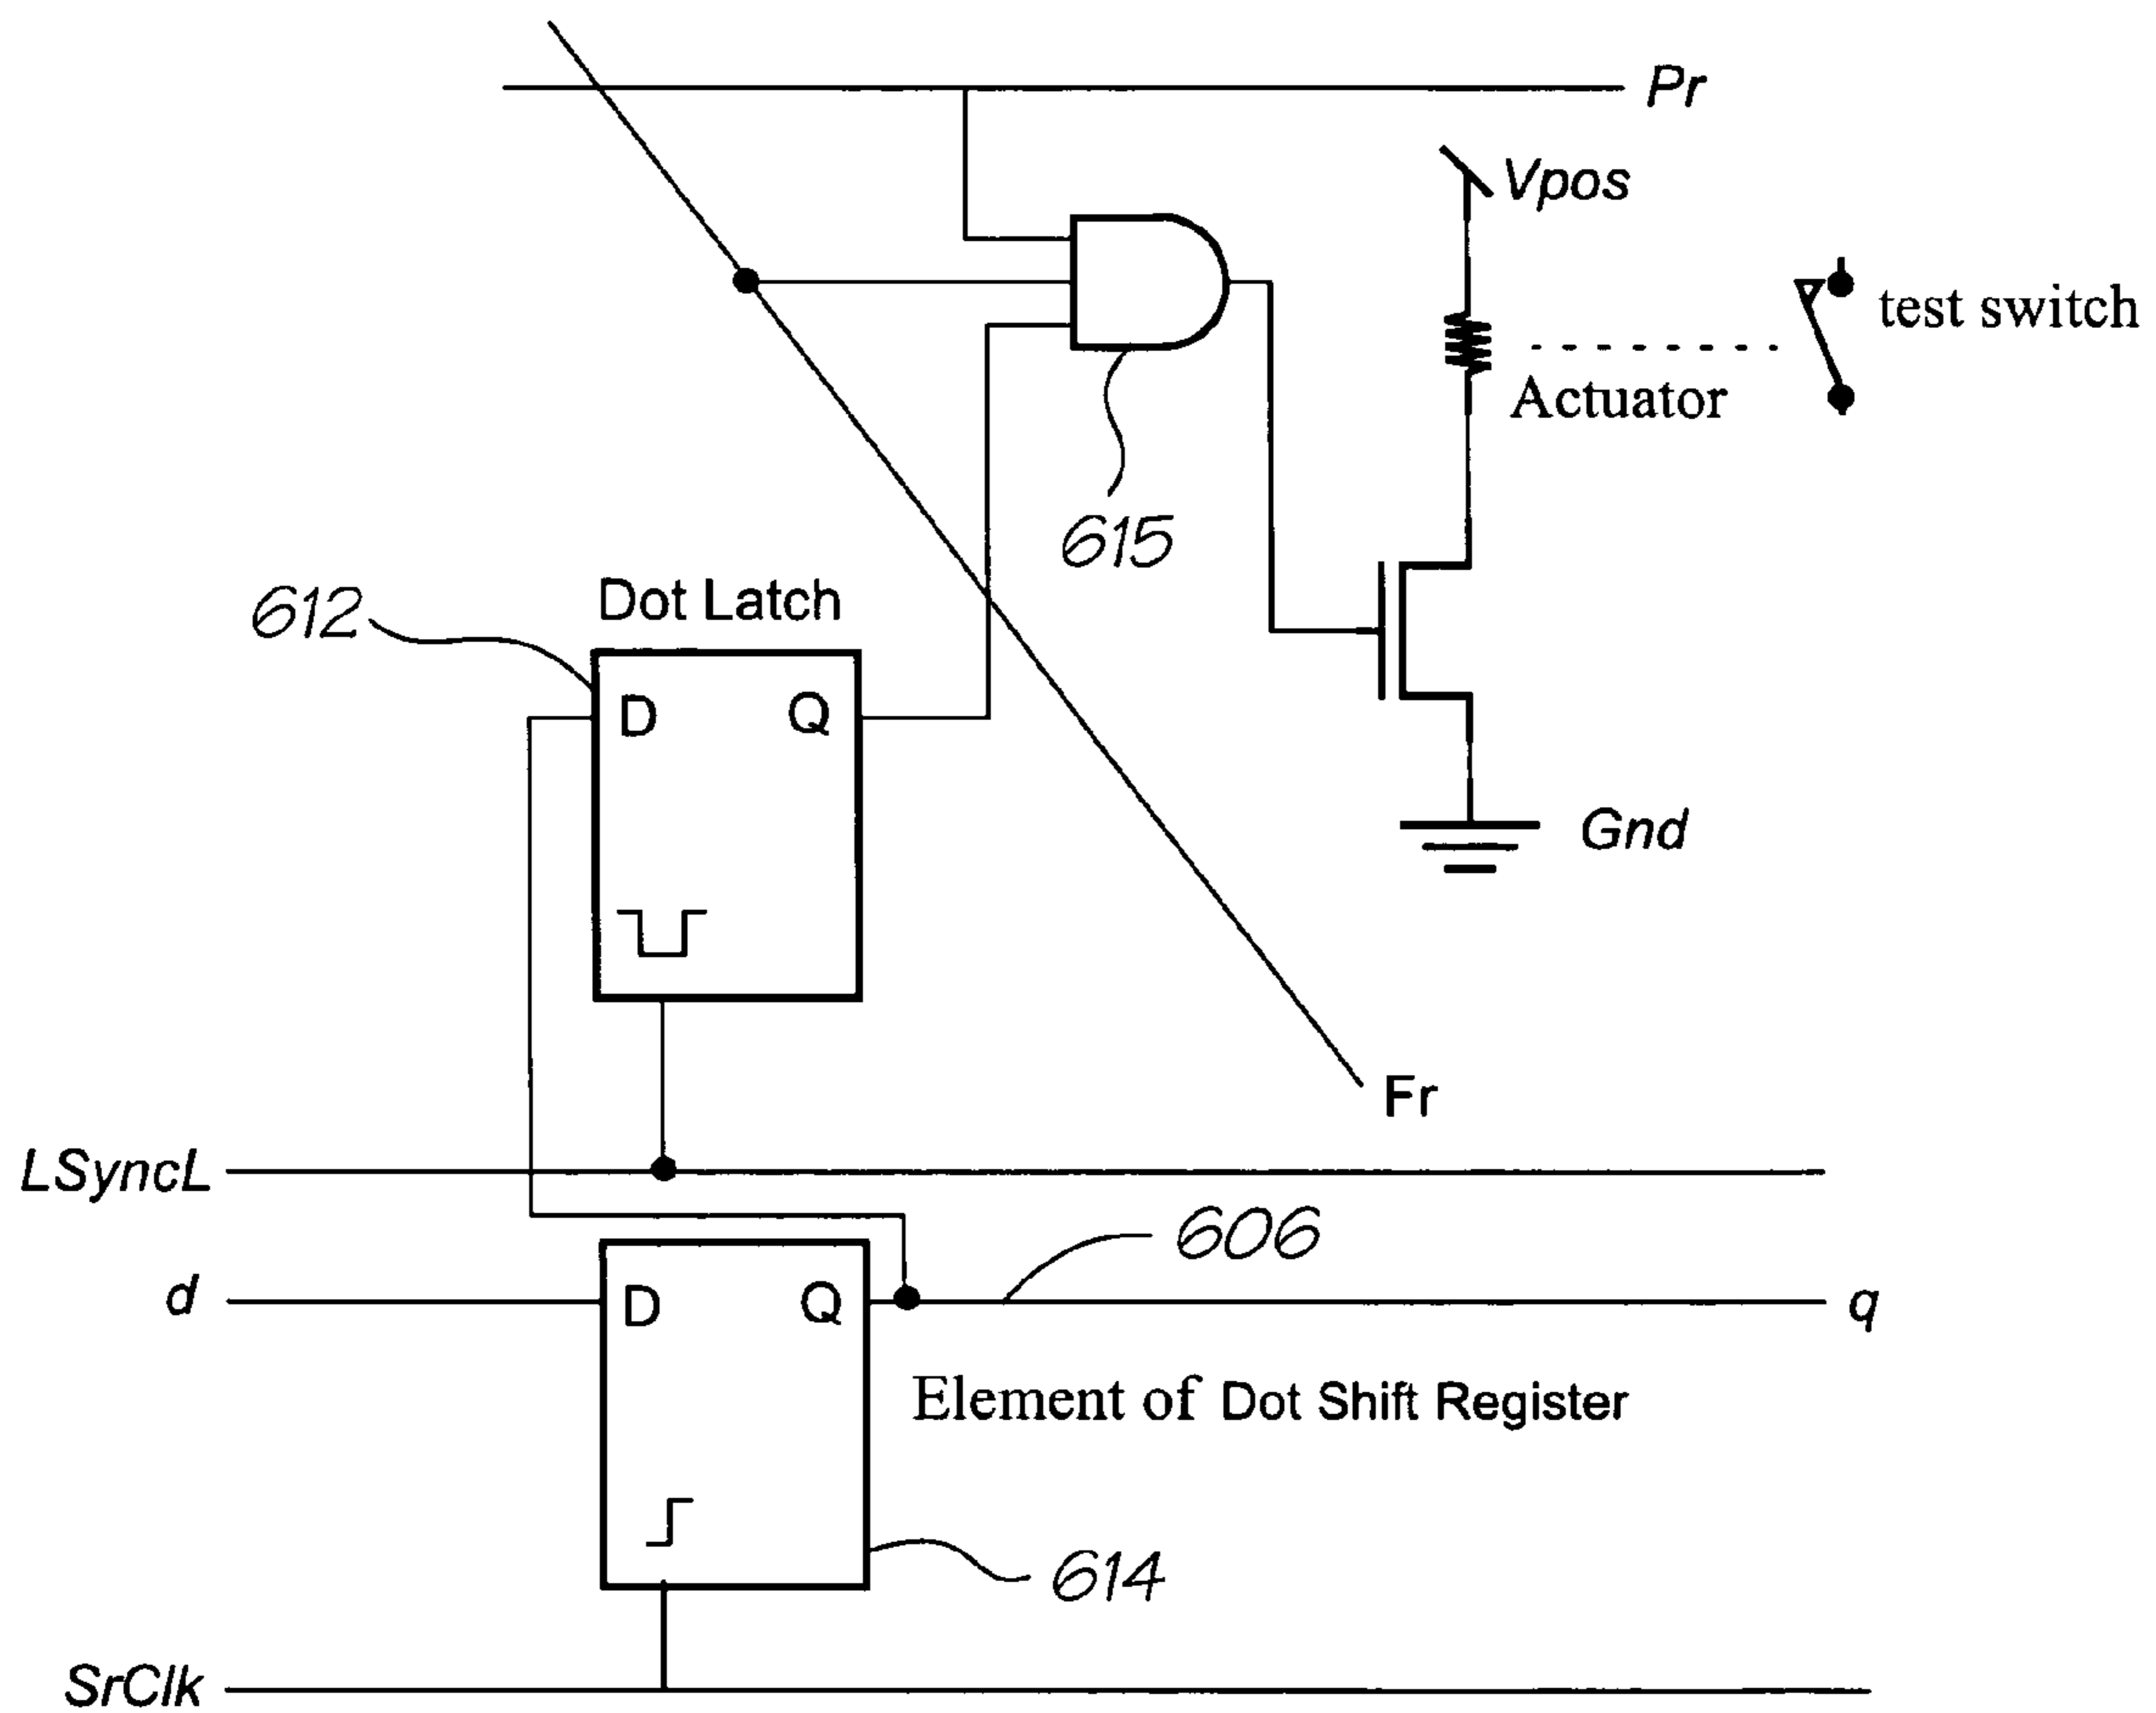 Pr
Vpos
test switch
Actuator
615
612
Dot Latch
D Q
Gnd
Fr
LSyncL
606
d
D Q
q
Element of Dot Shift Register
614
SrClk